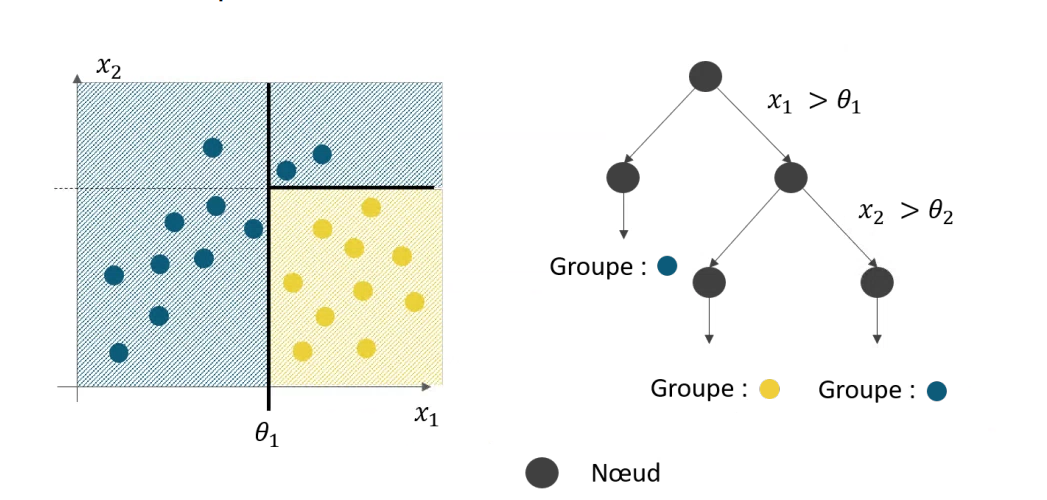 x₂
θ₁
x₁
x₁ > θ₁
x₂ > θ₂
Groupe :
Groupe :
Groupe :
Nœud